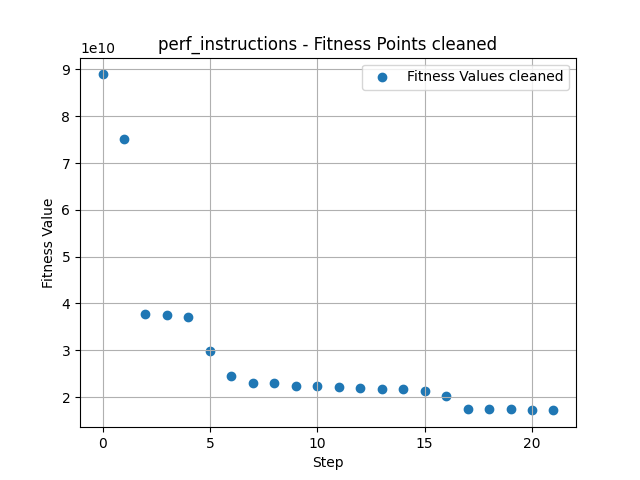 perf_instructions - Fitness Points cleaned
1e10
Fitness Values cleaned
9
8
7
6
5
4
3
2
Fitness Value
0 5 10 15 20
Step